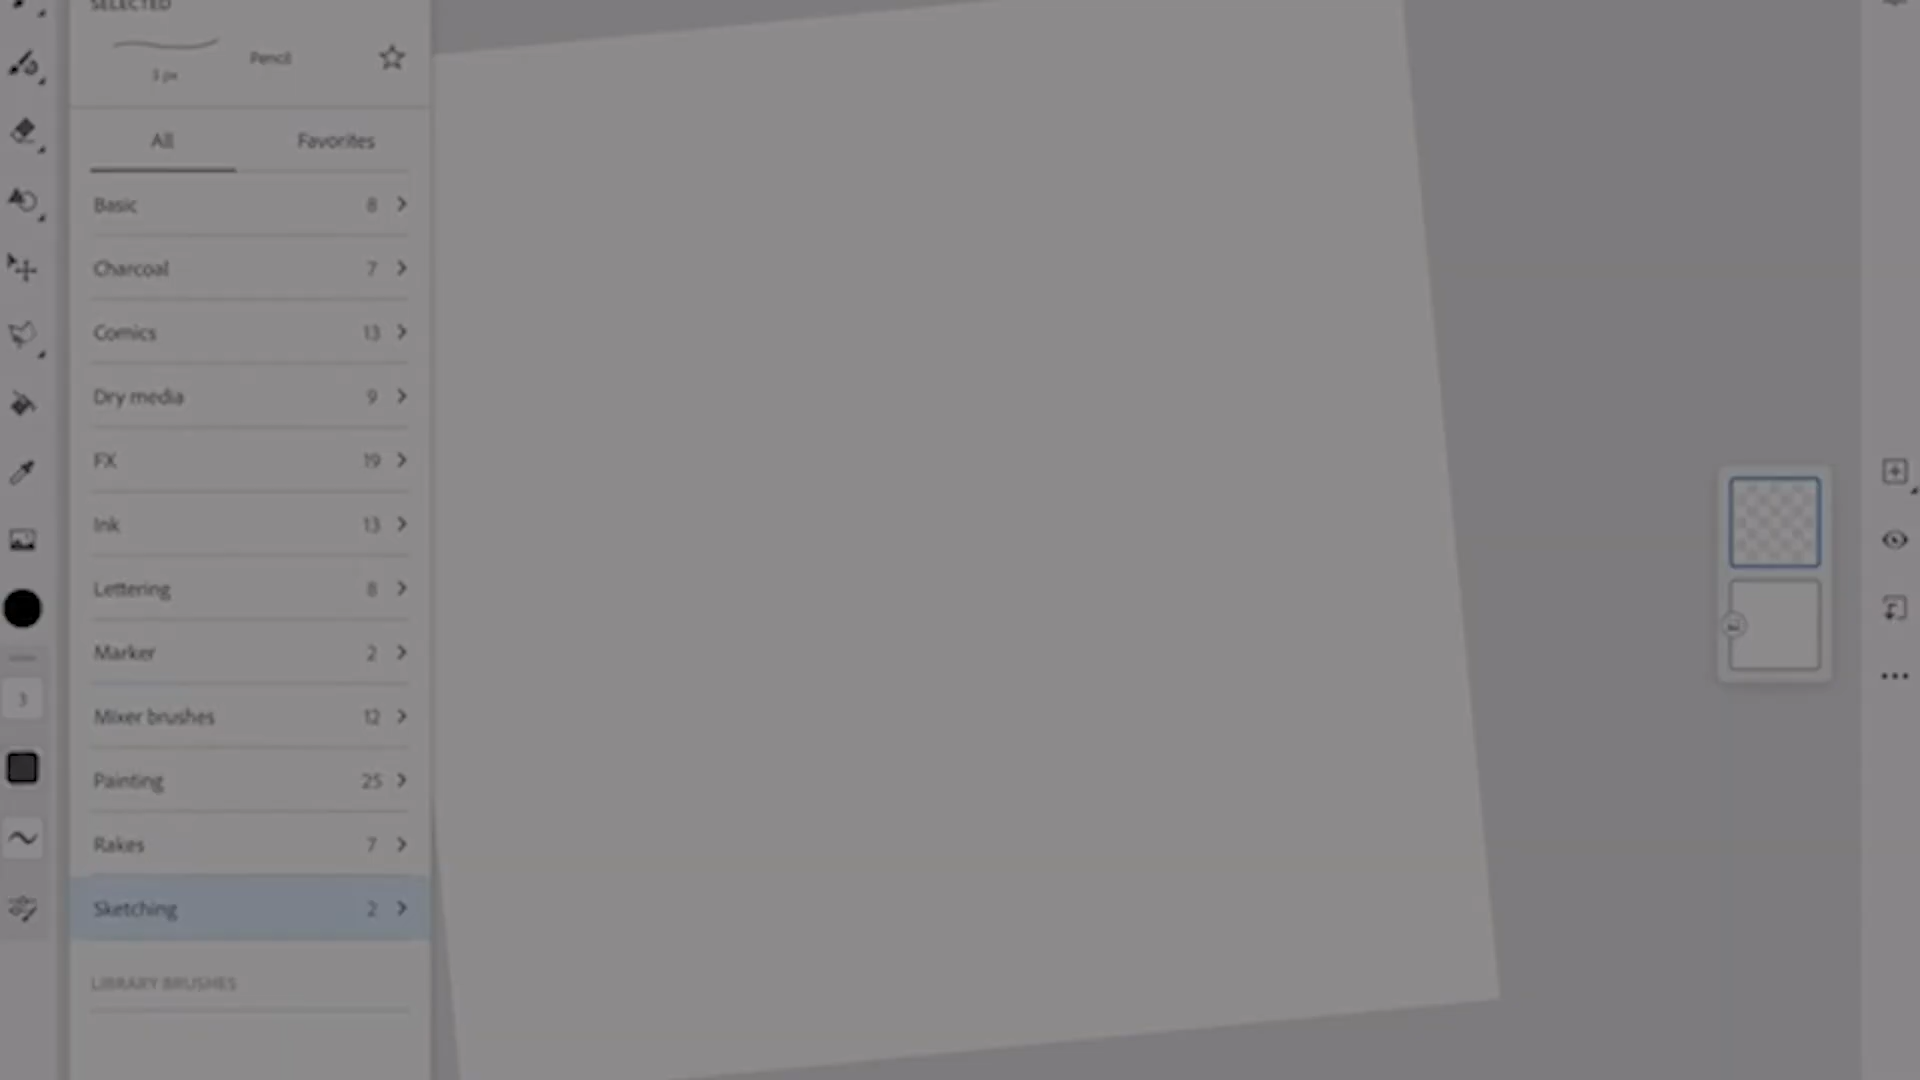 SELECTED
Pencil
3 px
All Favorites
Basic 8
Charcoal 7
Comics 13
Dry media 9
FX 19
Ink 13
Lettering 8
Marker 2
Mixer brushes 12
Painting 25
Rakes 7
Sketching 2
LIBRARY BRUSHES
3